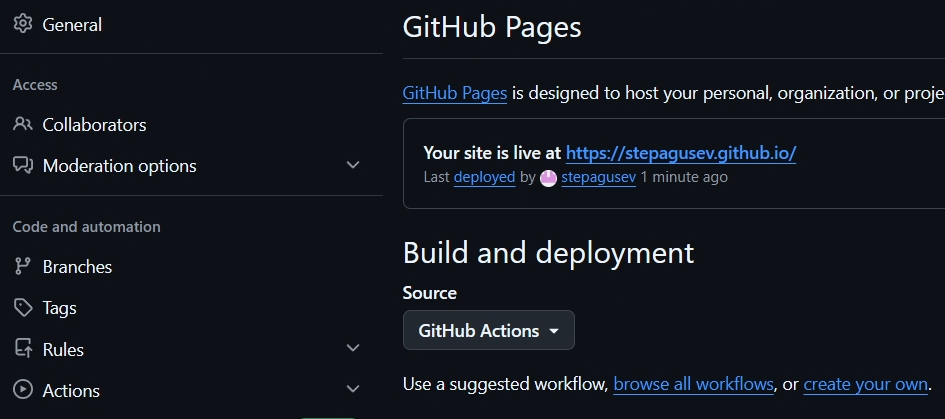 General
Access
Collaborators
Moderation options
Code and automation
Branches
Tags
Rules
Actions
GitHub Pages
GitHub Pages is designed to host your personal, organization, or proje
Your site is live at https://stepagusev.github.io/
Last deployed by stepagusev 1 minute ago
Build and deployment
Source
GitHub Actions
Use a suggested workflow, browse all workflows, or create your own.